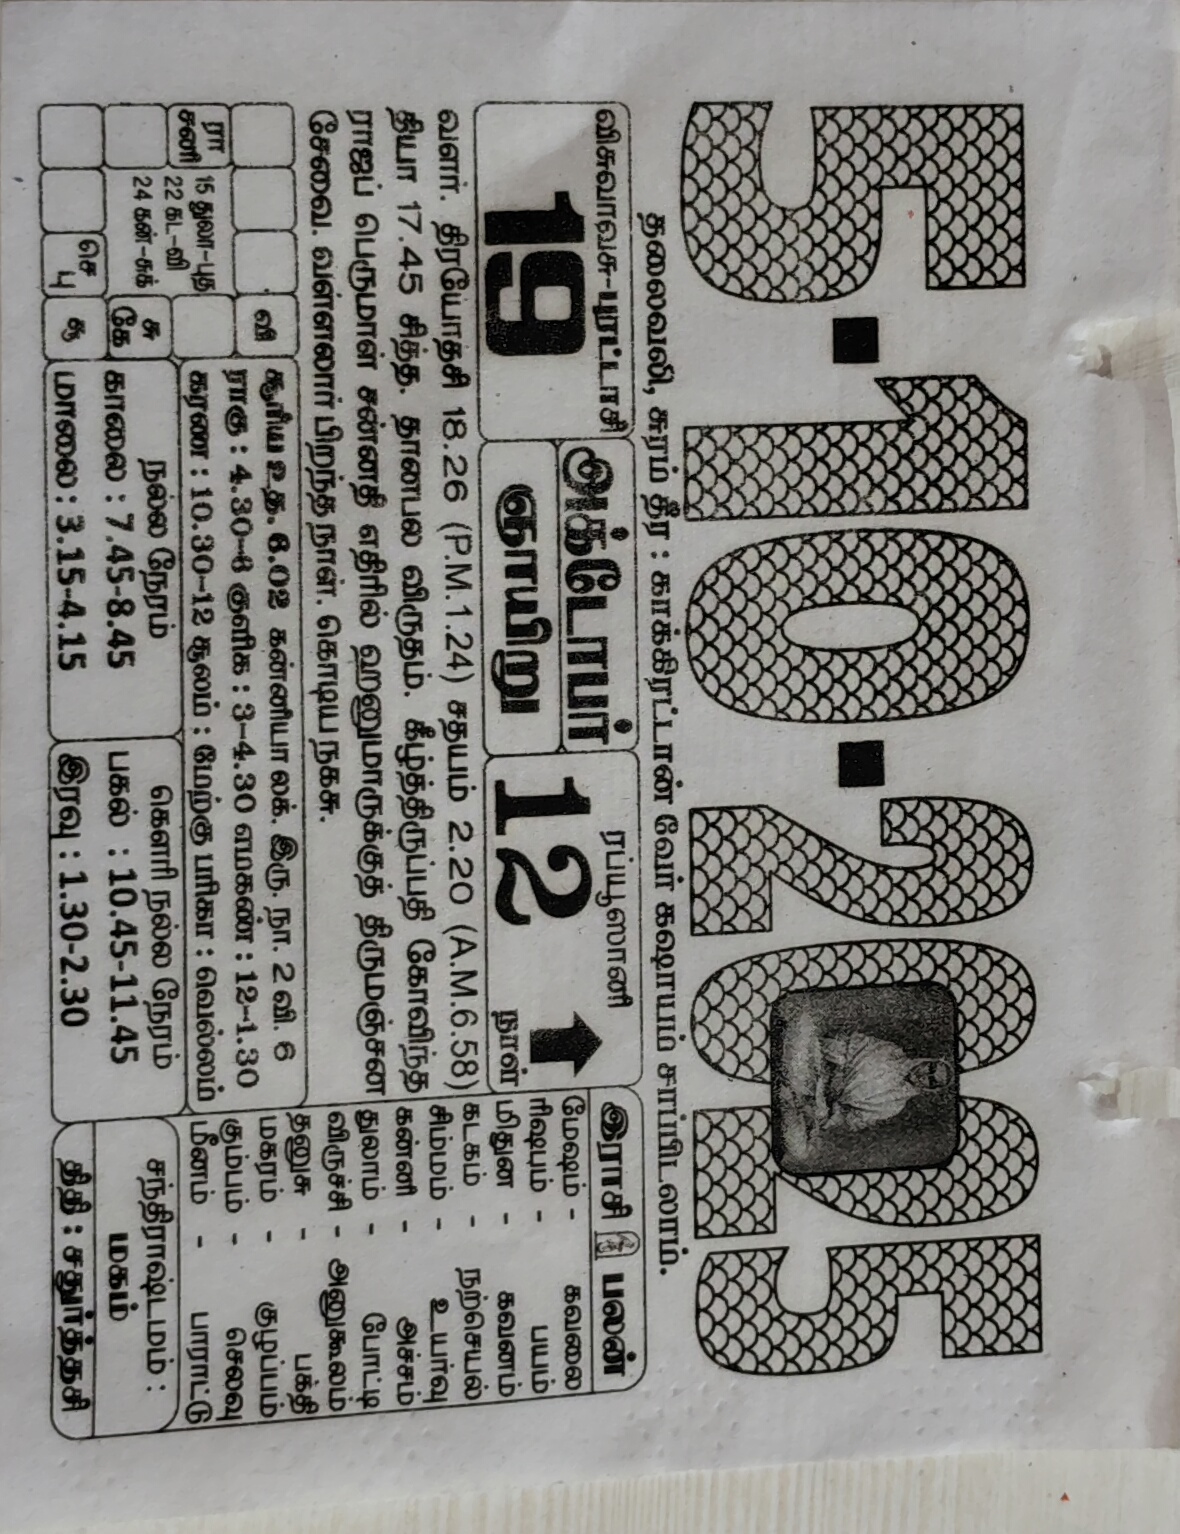 5.10.2025
தலைவலி, சுரம் தீர : காக்கிரட்டான் வேர் கஷாயம் சாப்பிடலாம்.
விசுவாவசு-புரட்டாசி
19
அக்டோபர்
ஞாயிறு
ரப்யூஸானி
12
நாள்
வளர். திரயோதசி 18.26 (P.M.1.24) சதயம் 2.20 (A.M.6.58)
தியா 17.45 சித்த. தானபல விருதம். கீழ்த்திருப்பதி கோவிந்த
ராஜப் பெருமாள் சன்னதி எதிரில் ஹனுமாருக்குத் திருமஞ்சன
சேவை. வள்ளலார் பிறந்த நாள். கொடிய நகசு.
இராசி பலன்
மேஷம் - கவலை
ரிஷபம் - பயம்
மிதுன - கவனம்
கடகம் - நற்செயல்
சிம்மம் - உயர்வு
கன்னி - அச்சம்
துலாம் - போட்டி
விருச்சி - அனுகூலம்
தனுசு - பக்தி
மகரம் - குழப்பம்
கும்பம் - செலவு
மீனம் - பாராட்டு
வி
ரா
சனி
15 துலா-புத
22 கட-வி
24 கன்-சுக்
சு
கே
செ
பு
சூ
சூரிய உத. 6.02 கன்னியா லக். இரு. நா. 2 வி. 6
ராகு : 4.30-6 குளிக : 3-4.30 எமகண் : 12-1.30
கரண : 10.30-12 சூலம் : மேற்கு பரிகா : வெல்லம்
நல்ல நேரம்
காலை : 7.45-8.45
மாலை : 3.15-4.15
கௌரி நல்ல நேரம்
பகல் : 10.45-11.45
இரவு : 1.30-2.30
சந்திராஷ்டமம் :
மகம்
திதி : சதுர்த்தசி